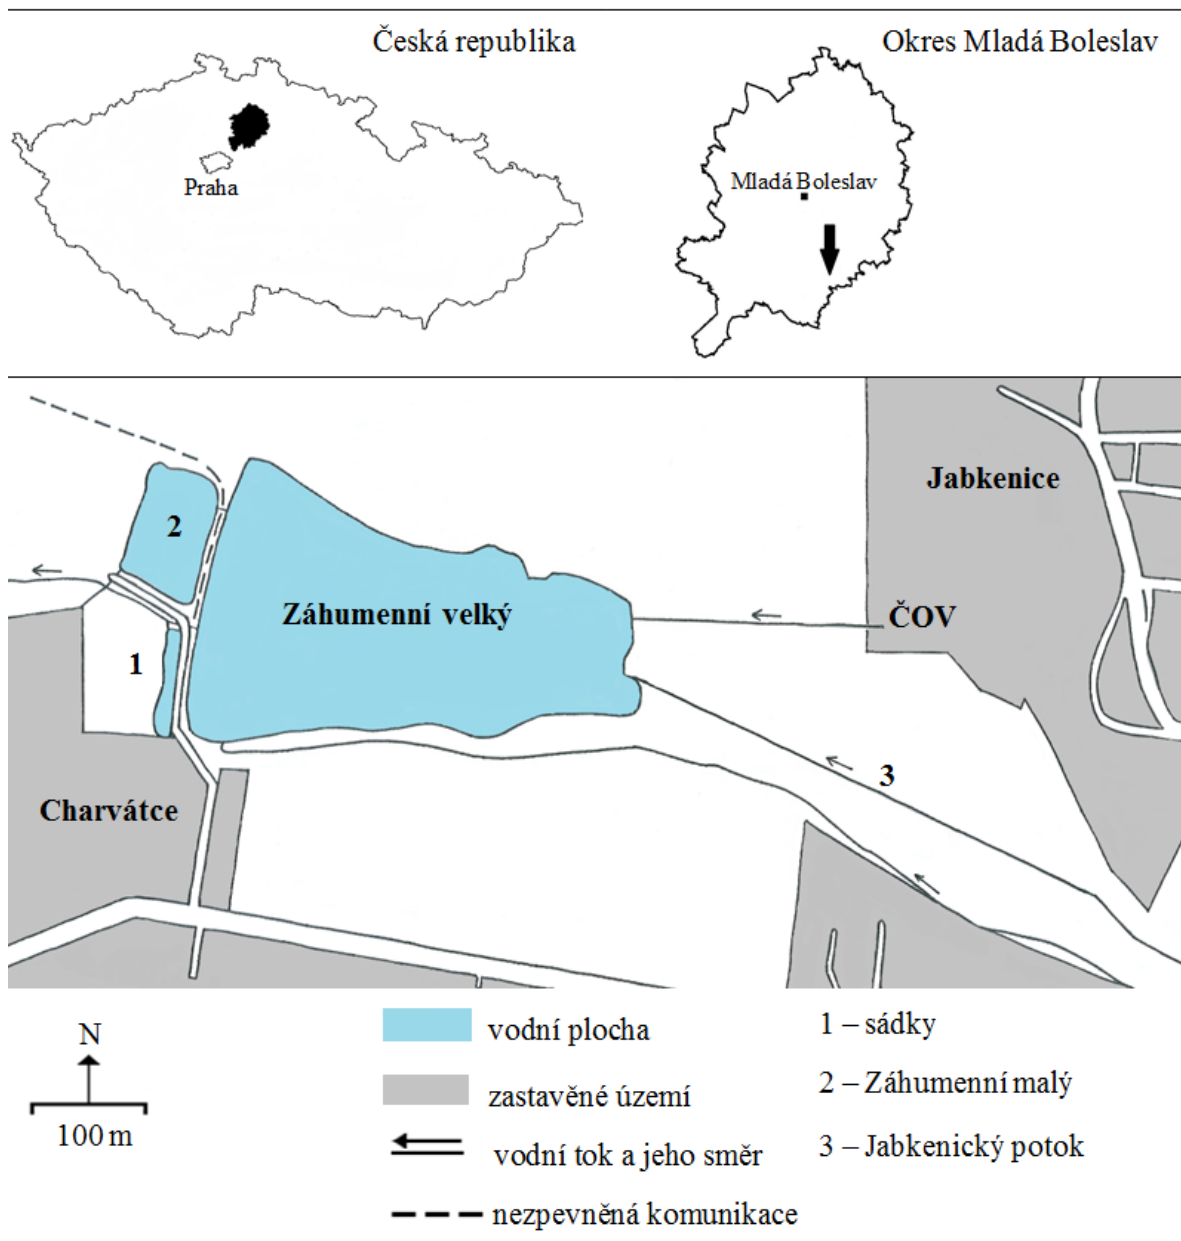 Česká republika
Okres Mladá Boleslav
Praha
Mladá Boleslav
Jabkenice
2
Záhumenní velký
ČOV
1
3
Charvátce
N
100 m
vodní plocha
zastavěné území
vodní tok a jeho směr
nezpevněná komunikace
1 – sádky
2 – Záhumenní malý
3 – Jabkenický potok